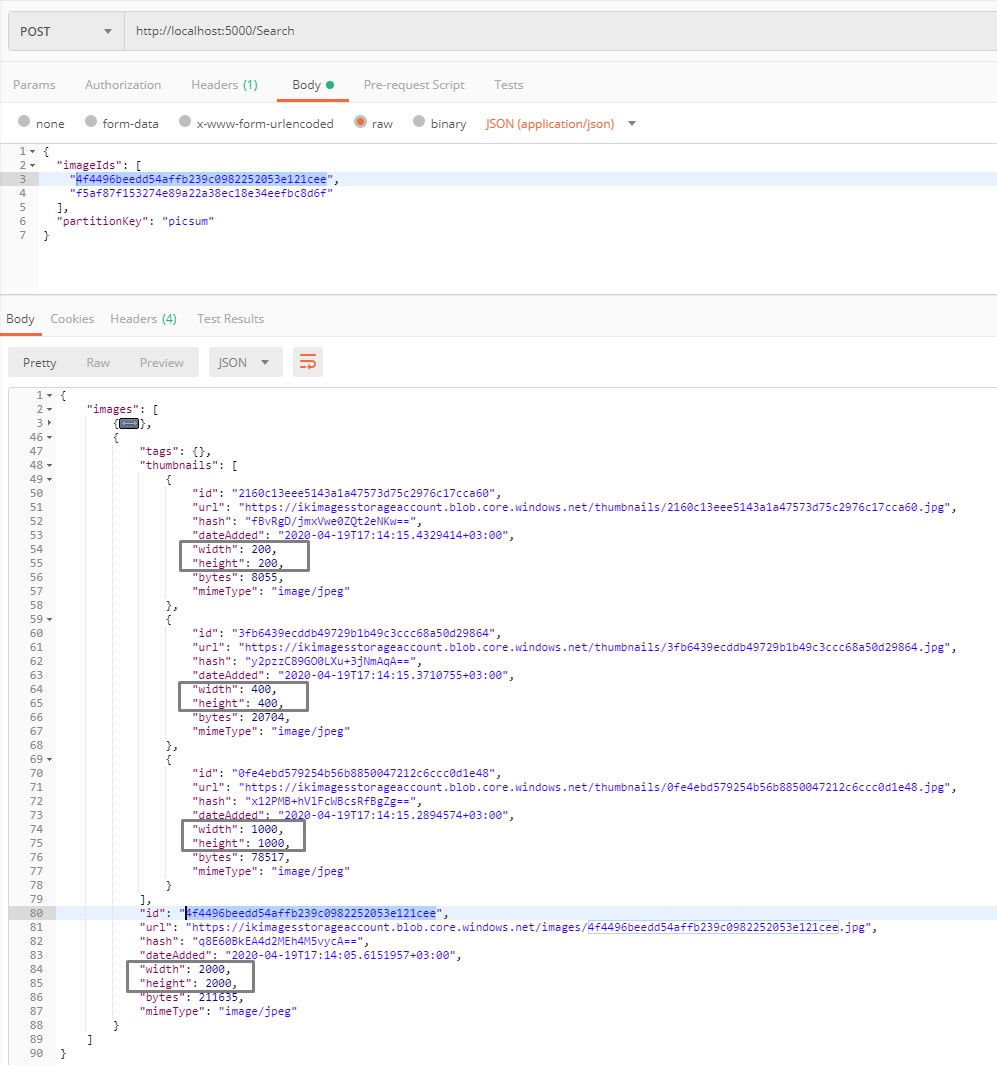 POST http://localhost:5000/Search
Params Authorization Headers (1) Body Pre-request Script Tests
none form-data x-www-form-urlencoded raw binary JSON (application/json)
1 {
2 "imageIds": [
3 "4f4496beedd54affb239c0982252053e121cee",
4 "f5af87f153274e89a22a38ec18e34eefbc8d6f"
5 ],
6 "partitionKey": "picsum"
7 }
Body Cookies Headers (4) Test Results
Pretty Raw Preview JSON
1 {
2 "images": [
3 {},
46 {
47 "tags": {},
48 "thumbnails": [
49 {
50 "id": "2160c13eee5143a1a47573d75c2976c17cca60",
51 "url": "https://ikimagesstorageaccount.blob.core.windows.net/thumbnails/2160c13eee5143a1a47573d75c2976c17cca60.jpg",
52 "hash": "fBvRgD/jmxVwe0ZQt2eNKw==",
53 "dateAdded": "2020-04-19T17:14:15.4329414+03:00",
54 "width": 200,
55 "height": 200,
56 "bytes": 8055,
57 "mimeType": "image/jpeg"
58 },
59 {
60 "id": "3fb6439ecddb49729b1b49c3ccc68a50d29864",
61 "url": "https://ikimagesstorageaccount.blob.core.windows.net/thumbnails/3fb6439ecddb49729b1b49c3ccc68a50d29864.jpg",
62 "hash": "y2pzzC89GO0LXu+3jNmAqA==",
63 "dateAdded": "2020-04-19T17:14:15.3710755+03:00",
64 "width": 400,
65 "height": 400,
66 "bytes": 20704,
67 "mimeType": "image/jpeg"
68 },
69 {
70 "id": "0fe4ebd579254b56b8850047212c6ccc0d1e48",
71 "url": "https://ikimagesstorageaccount.blob.core.windows.net/thumbnails/0fe4ebd579254b56b8850047212c6ccc0d1e48.jpg",
72 "hash": "x12PMB+hVlFcWBcsRfBgZg==",
73 "dateAdded": "2020-04-19T17:14:15.2894574+03:00",
74 "width": 1000,
75 "height": 1000,
76 "bytes": 78517,
77 "mimeType": "image/jpeg"
78 }
79 ],
80 "id": "4f4496beedd54affb239c0982252053e121cee",
81 "url": "https://ikimagesstorageaccount.blob.core.windows.net/images/4f4496beedd54affb239c0982252053e121cee.jpg",
82 "hash": "q8E60BkEA4d2MEh4M5vycA==",
83 "dateAdded": "2020-04-19T17:14:05.6151957+03:00",
84 "width": 2000,
85 "height": 2000,
86 "bytes": 211635,
87 "mimeType": "image/jpeg"
88 }
89 ]
90 }